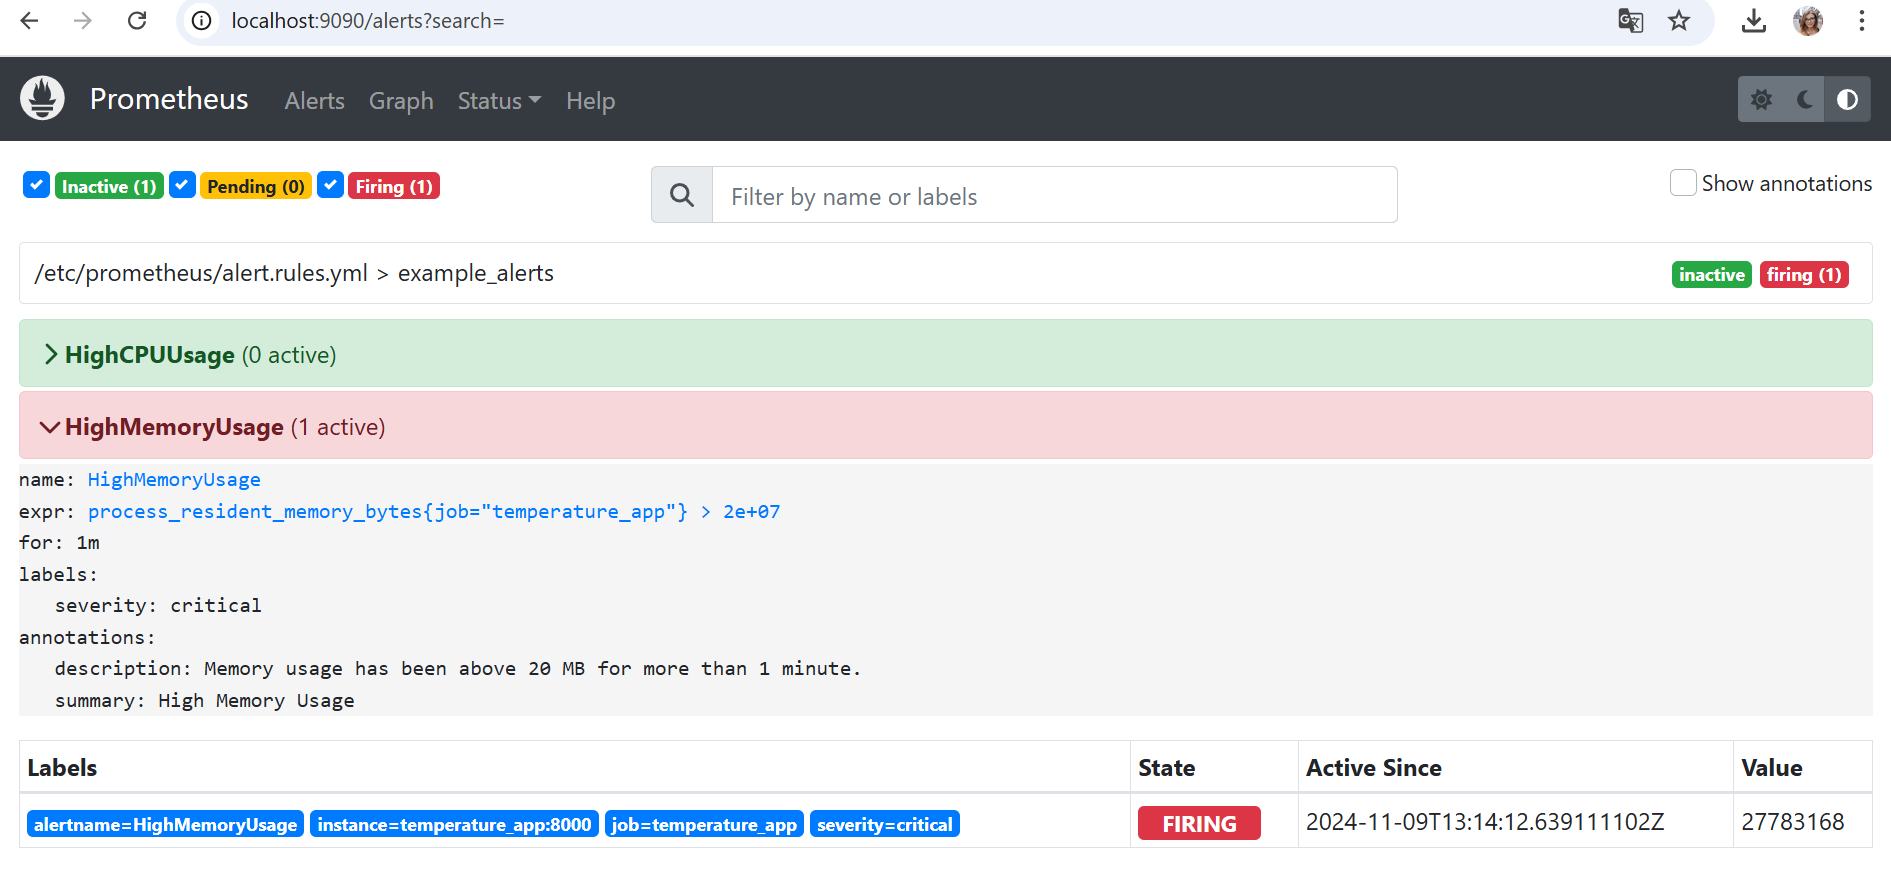 localhost:9090/alerts?search=
Prometheus Alerts Graph Status Help
Inactive (1) Pending (0) Firing (1) Filter by name or labels Show annotations
/etc/prometheus/alert.rules.yml > example_alerts inactive firing (1)
HighCPUUsage (0 active)
HighMemoryUsage (1 active)
name: HighMemoryUsage
expr: process_resident_memory_bytes{job="temperature_app"} > 2e+07
for: 1m
labels:
severity: critical
annotations:
description: Memory usage has been above 20 MB for more than 1 minute.
summary: High Memory Usage
Labels State Active Since Value
alertname=HighMemoryUsage instance=temperature_app:8000 job=temperature_app severity=critical FIRING 2024-11-09T13:14:12.639111102Z 27783168